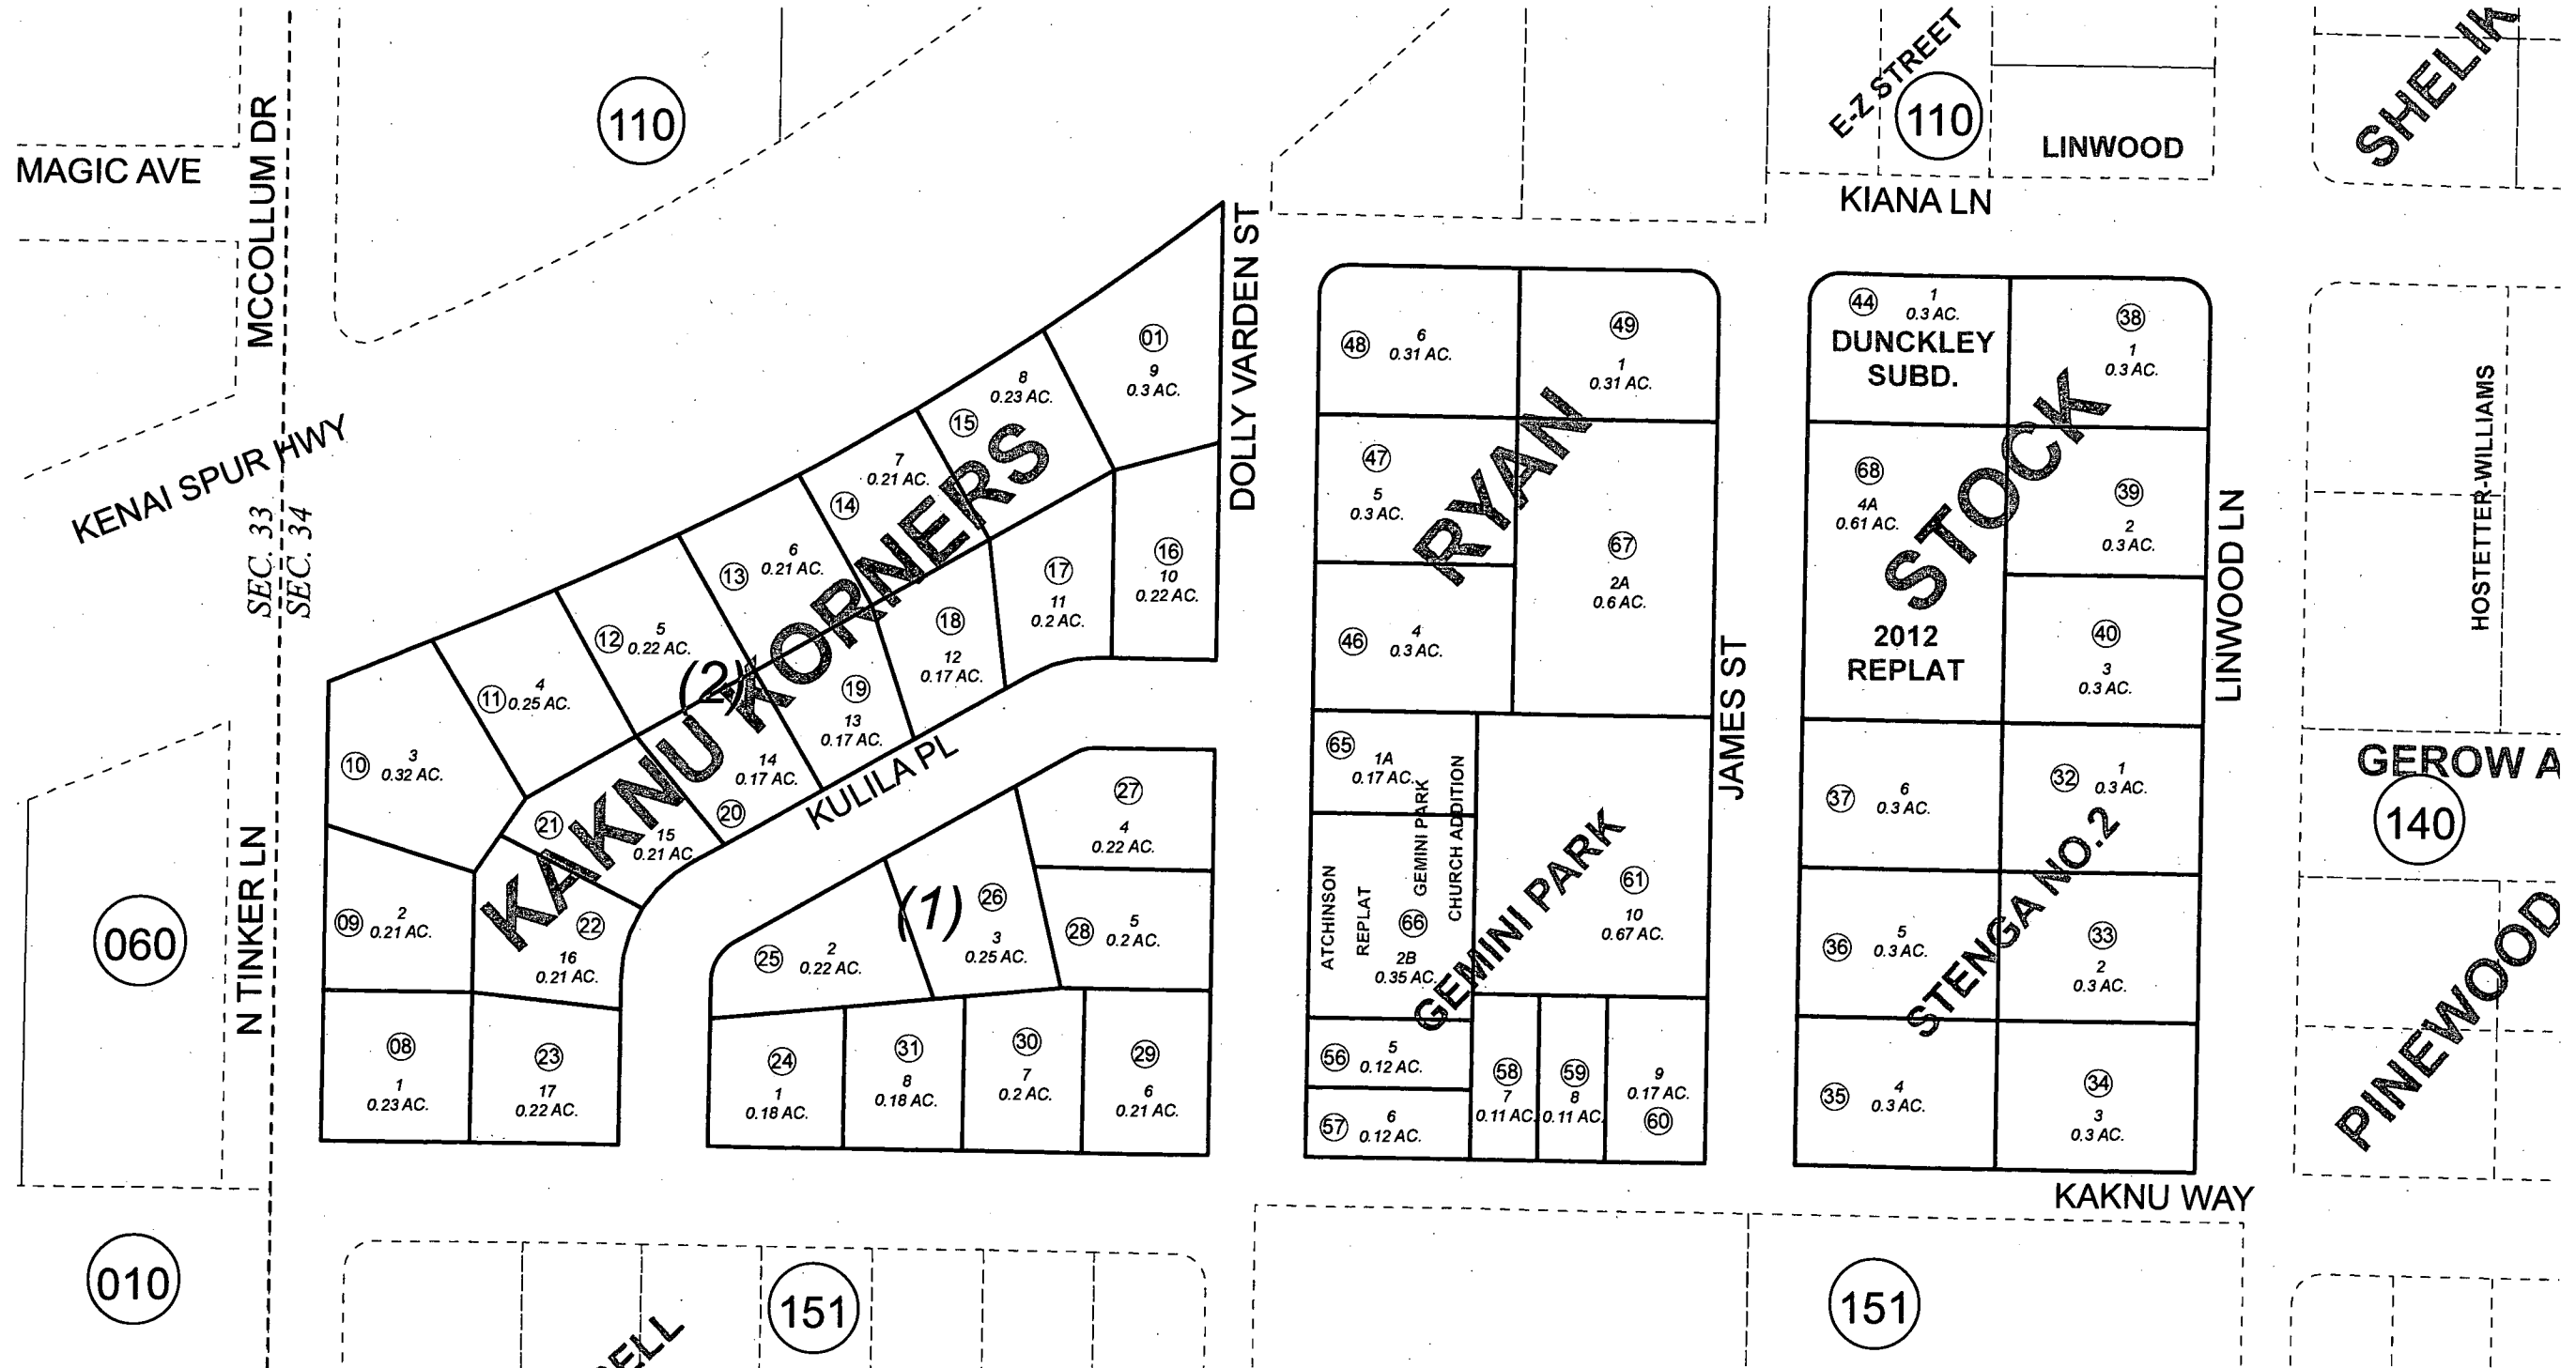 MAGIC AVE
MCCOLLUM DR
110
E-Z STREET
110
LINWOOD
SHELIK
KIANA LN
KENAI SPUR HWY
SEC. 33
SEC. 34
DOLLY VARDEN ST
N TINKER LN
060
010
KAKNU KORNERS
(2)
(1)
KULILA PL
01
9
0.3 AC.
15
8
0.23 AC.
14
7
0.21 AC.
13
6
0.21 AC.
12
5
0.22 AC.
11
4
0.25 AC.
10
3
0.32 AC.
09
2
0.21 AC.
08
1
0.23 AC.
16
10
0.22 AC.
17
11
0.2 AC.
18
12
0.17 AC.
19
13
0.17 AC.
20
14
0.17 AC.
21
15
0.21 AC.
22
16
0.21 AC.
23
17
0.22 AC.
24
1
0.18 AC.
25
2
0.22 AC.
26
3
0.25 AC.
27
4
0.22 AC.
28
5
0.2 AC.
29
6
0.21 AC.
30
7
0.2 AC.
31
8
0.18 AC.
RYAN
48
6
0.31 AC.
49
1
0.31 AC.
47
5
0.3 AC.
67
2A
0.6 AC.
46
4
0.3 AC.
JAMES ST
65
1A
0.17 AC.
GEMINI PARK
CHURCH ADDITION
ATCHINSON
REPLAT
66
2B
0.35 AC.
GEMINI PARK
61
10
0.67 AC.
56
5
0.12 AC.
57
6
0.12 AC.
58
7
0.11 AC.
59
8
0.11 AC.
9
0.17 AC.
60
44
1
0.3 AC.
DUNCKLEY
SUBD.
38
1
0.3 AC.
STOCK
68
4A
0.61 AC.
2012
REPLAT
39
2
0.3 AC.
40
3
0.3 AC.
LINWOOD LN
37
6
0.3 AC.
32
1
0.3 AC.
STENGA NO.2
36
5
0.3 AC.
33
2
0.3 AC.
35
4
0.3 AC.
34
3
0.3 AC.
KAKNU WAY
HOSTETTER-WILLIAMS
GEROW A
140
PINEWOOD
151
151